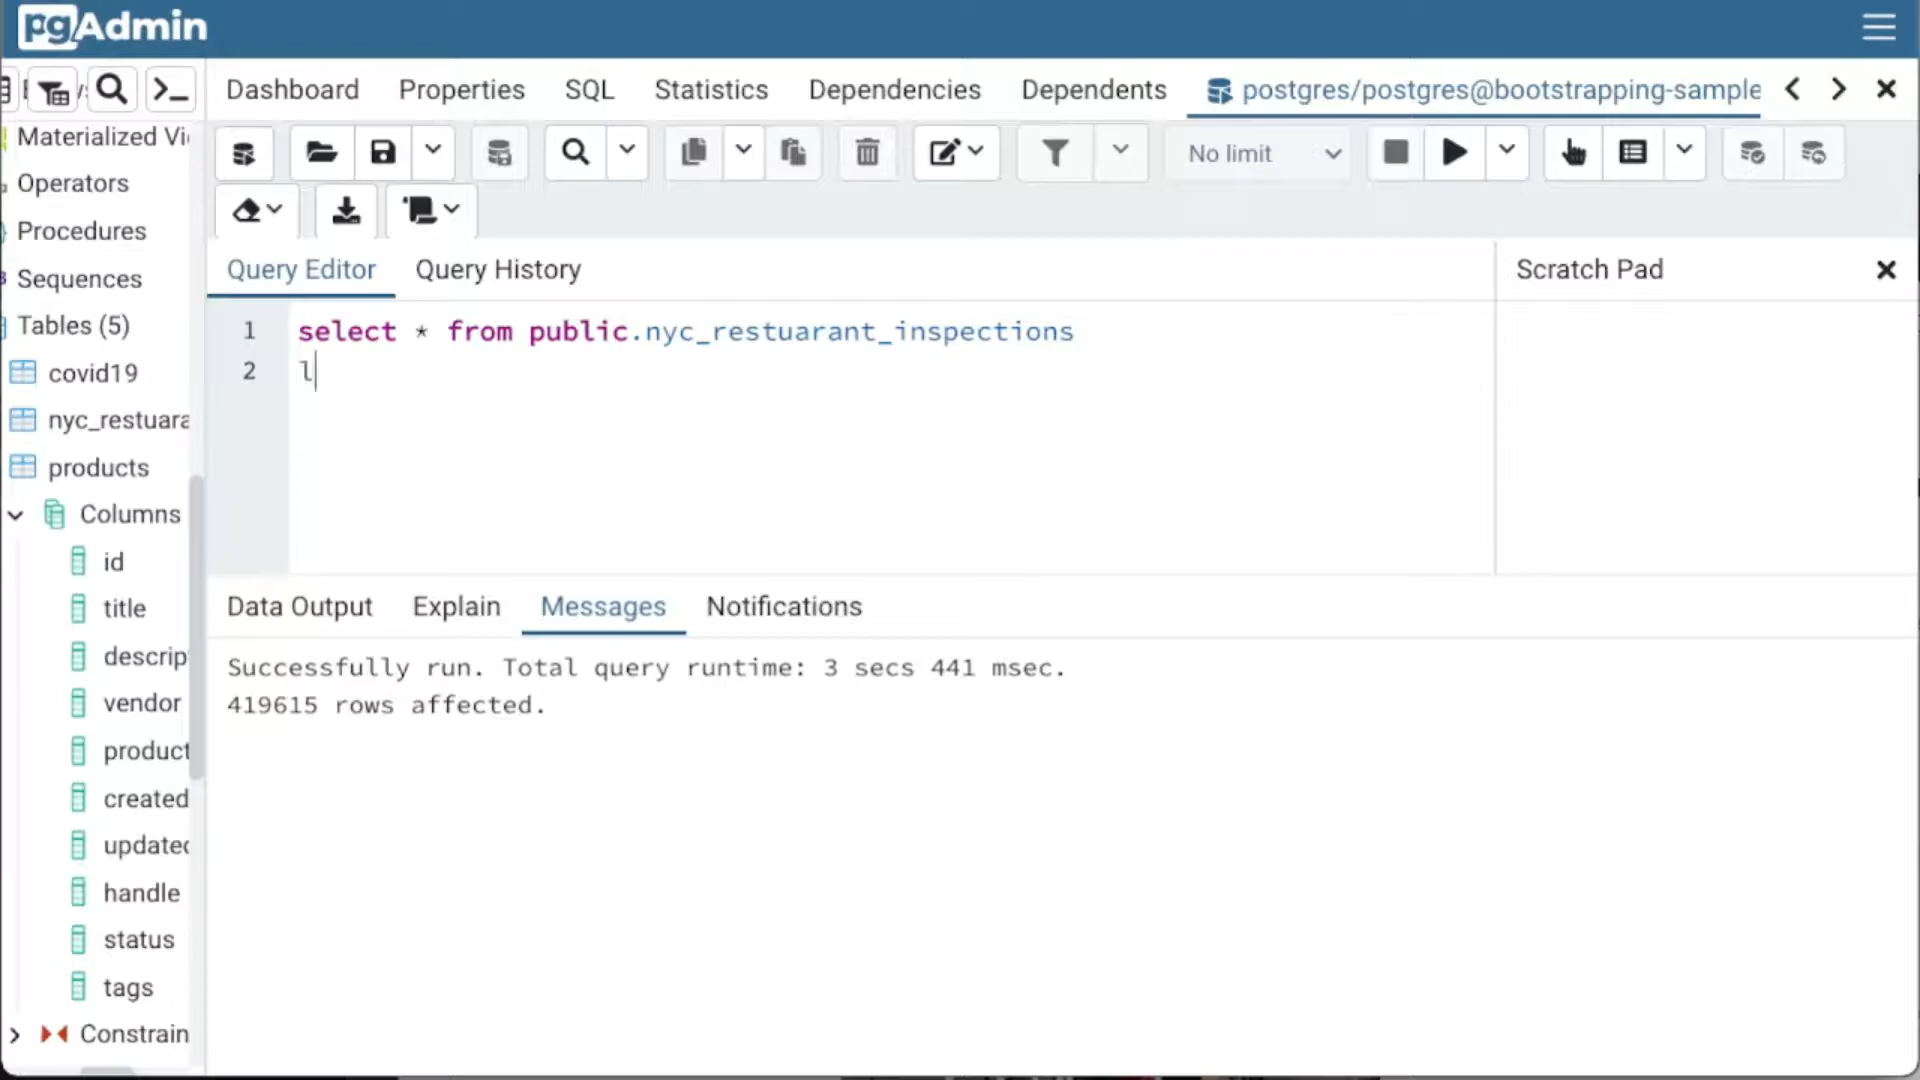 pgAdmin
Dashboard Properties SQL Statistics Dependencies Dependents postgres/postgres@bootstrapping-sample
No limit
Materialized Vi
Operators
Procedures
Sequences
Tables (5)
covid19
nyc_restuara
products
Columns
id
title
descrip
vendor
product
created
updated
handle
status
tags
Constrain
Query Editor Query History
Scratch Pad
1 select * from public.nyc_restuarant_inspections
2 l
Data Output Explain Messages Notifications
Successfully run. Total query runtime: 3 secs 441 msec.
419615 rows affected.